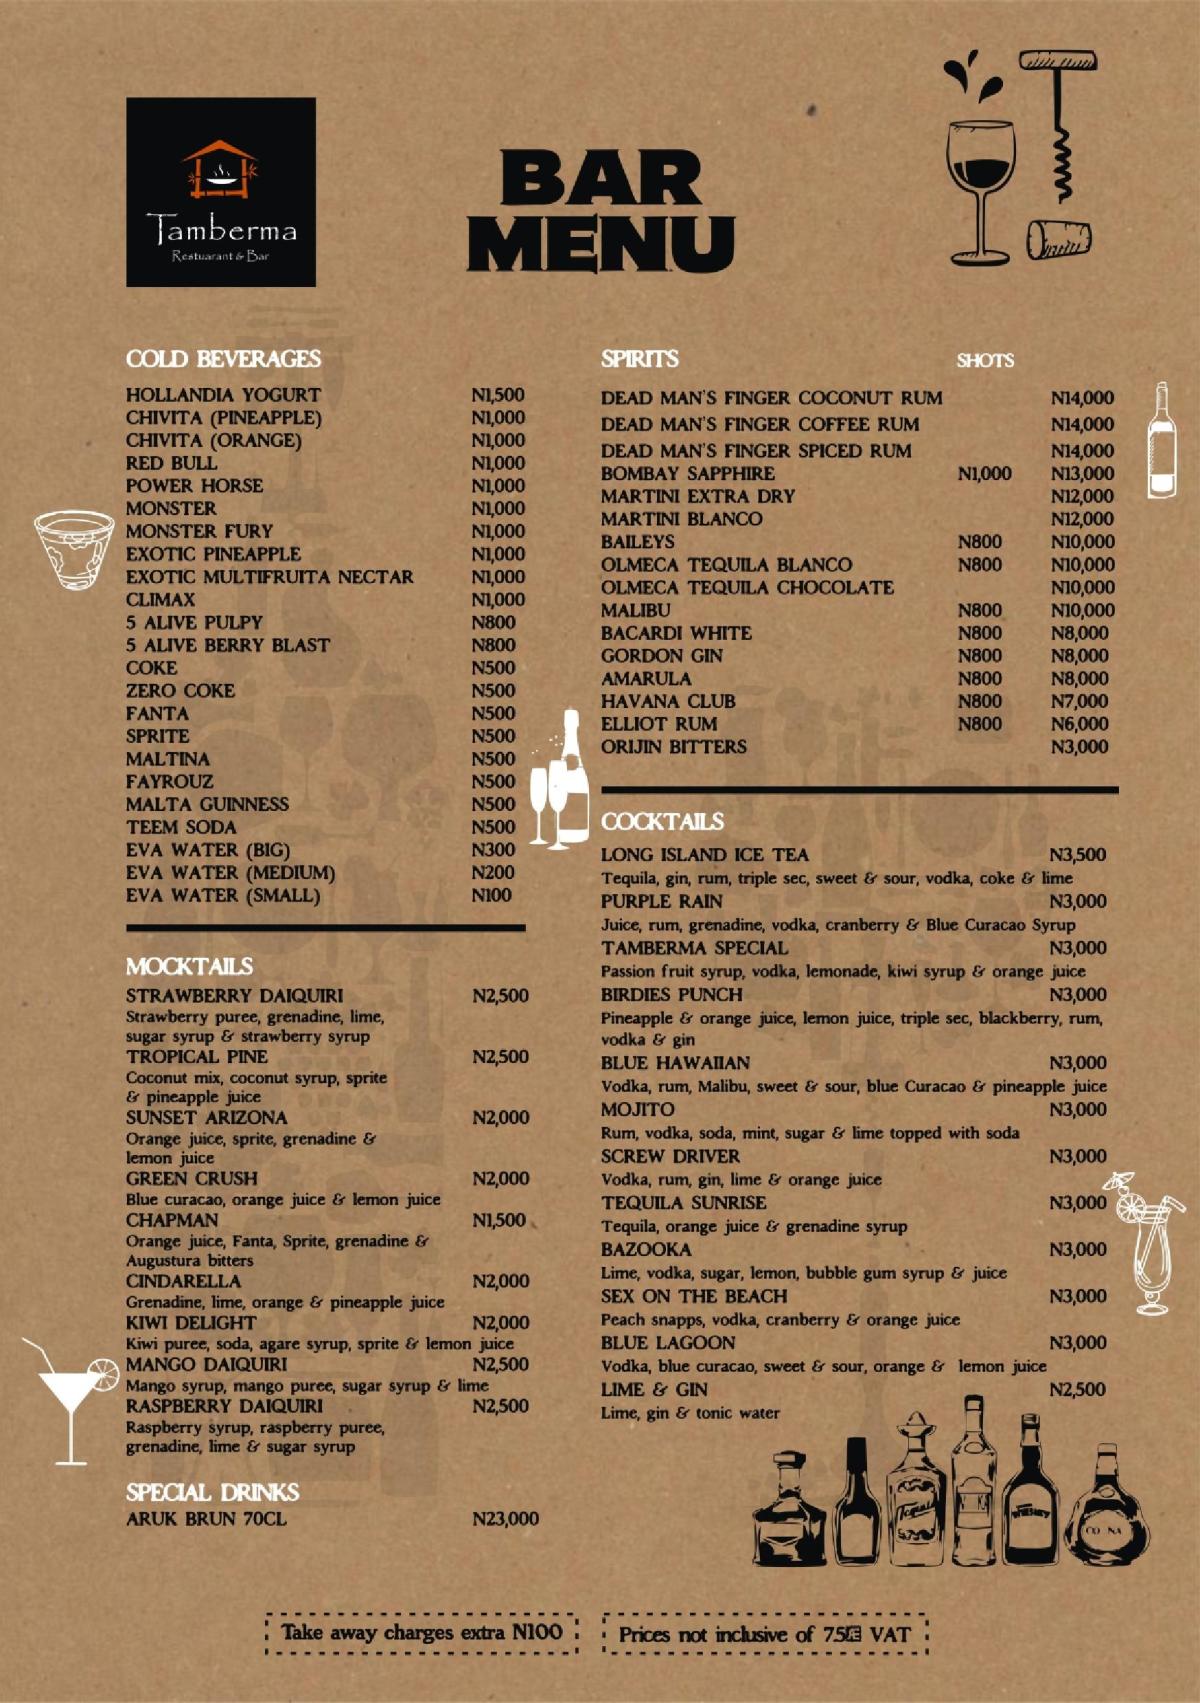 Tamberma
Restuarant & Bar
BAR
MENU
COLD BEVERAGES
HOLLANDIA YOGURT N1,500
CHIVITA (PINEAPPLE) N1,000
CHIVITA (ORANGE) N1,000
RED BULL N1,000
POWER HORSE N1,000
MONSTER N1,000
MONSTER FURY N1,000
EXOTIC PINEAPPLE N1,000
EXOTIC MULTIFRUITA NECTAR N1,000
CLIMAX N1,000
5 ALIVE PULPY N800
5 ALIVE BERRY BLAST N800
COKE N500
ZERO COKE N500
FANTA N500
SPRITE N500
MALTINA N500
FAYROUZ N500
MALTA GUINNESS N500
TEEM SODA N500
EVA WATER (BIG) N300
EVA WATER (MEDIUM) N200
EVA WATER (SMALL) N100
MOCKTAILS
STRAWBERRY DAIQUIRI N2,500
Strawberry puree, grenadine, lime,
sugar syrup & strawberry syrup
TROPICAL PINE N2,500
Coconut mix, coconut syrup, sprite
& pineapple juice
SUNSET ARIZONA N2,000
Orange juice, sprite, grenadine &
lemon juice
GREEN CRUSH N2,000
Blue curacao, orange juice & lemon juice
CHAPMAN N1,500
Orange juice, Fanta, Sprite, grenadine &
Augustura bitters
CINDARELLA N2,000
Grenadine, lime, orange & pineapple juice
KIWI DELIGHT N2,000
Kiwi puree, soda, agare syrup, sprite & lemon juice
MANGO DAIQUIRI N2,500
Mango syrup, mango puree, sugar syrup & lime
RASPBERRY DAIQUIRI N2,500
Raspberry syrup, raspberry puree,
grenadine, lime & sugar syrup
SPECIAL DRINKS
ARUK BRUN 70CL N23,000
SPIRITS SHOTS
DEAD MAN'S FINGER COCONUT RUM N14,000
DEAD MAN'S FINGER COFFEE RUM N14,000
DEAD MAN'S FINGER SPICED RUM N14,000
BOMBAY SAPPHIRE N1,000 N13,000
MARTINI EXTRA DRY N12,000
MARTINI BLANCO N12,000
BAILEYS N800 N10,000
OLMECA TEQUILA BLANCO N800 N10,000
OLMECA TEQUILA CHOCOLATE N10,000
MALIBU N800 N10,000
BACARDI WHITE N800 N8,000
GORDON GIN N800 N8,000
AMARULA N800 N8,000
HAVANA CLUB N800 N7,000
ELLIOT RUM N800 N6,000
ORIJIN BITTERS N3,000
COCKTAILS
LONG ISLAND ICE TEA N3,500
Tequila, gin, rum, triple sec, sweet & sour, vodka, coke & lime
PURPLE RAIN N3,000
Juice, rum, grenadine, vodka, cranberry & Blue Curacao Syrup
TAMBERMA SPECIAL N3,000
Passion fruit syrup, vodka, lemonade, kiwi syrup & orange juice
BIRDIES PUNCH N3,000
Pineapple & orange juice, lemon juice, triple sec, blackberry, rum,
vodka & gin
BLUE HAWAIIAN N3,000
Vodka, rum, Malibu, sweet & sour, blue Curacao & pineapple juice
MOJITO N3,000
Rum, vodka, soda, mint, sugar & lime topped with soda
SCREW DRIVER N3,000
Vodka, rum, gin, lime & orange juice
TEQUILA SUNRISE N3,000
Tequila, orange juice & grenadine syrup
BAZOOKA N3,000
Lime, vodka, sugar, lemon, bubble gum syrup & juice
SEX ON THE BEACH N3,000
Peach snapps, vodka, cranberry & orange juice
BLUE LAGOON N3,000
Vodka, blue curacao, sweet & sour, orange & lemon juice
LIME & GIN N2,500
Lime, gin & tonic water
Take away charges extra N100
Prices not inclusive of 7.5 VAT